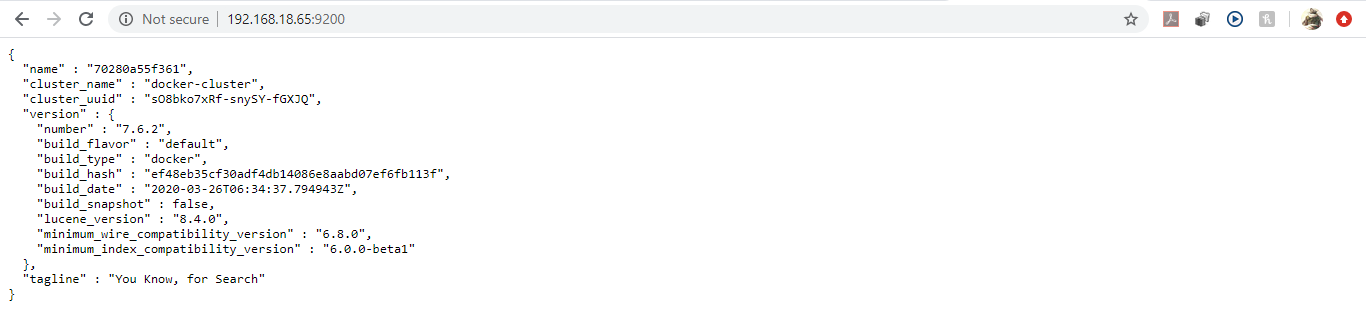 Not secure | 192.168.18.65:9200
{
  "name" : "70280a55f361",
  "cluster_name" : "docker-cluster",
  "cluster_uuid" : "sO8bko7xRf-snySY-fGXJQ",
  "version" : {
    "number" : "7.6.2",
    "build_flavor" : "default",
    "build_type" : "docker",
    "build_hash" : "ef48eb35cf30adf4db14086e8aabd07ef6fb113f",
    "build_date" : "2020-03-26T06:34:37.794943Z",
    "build_snapshot" : false,
    "lucene_version" : "8.4.0",
    "minimum_wire_compatibility_version" : "6.8.0",
    "minimum_index_compatibility_version" : "6.0.0-beta1"
  },
  "tagline" : "You Know, for Search"
}